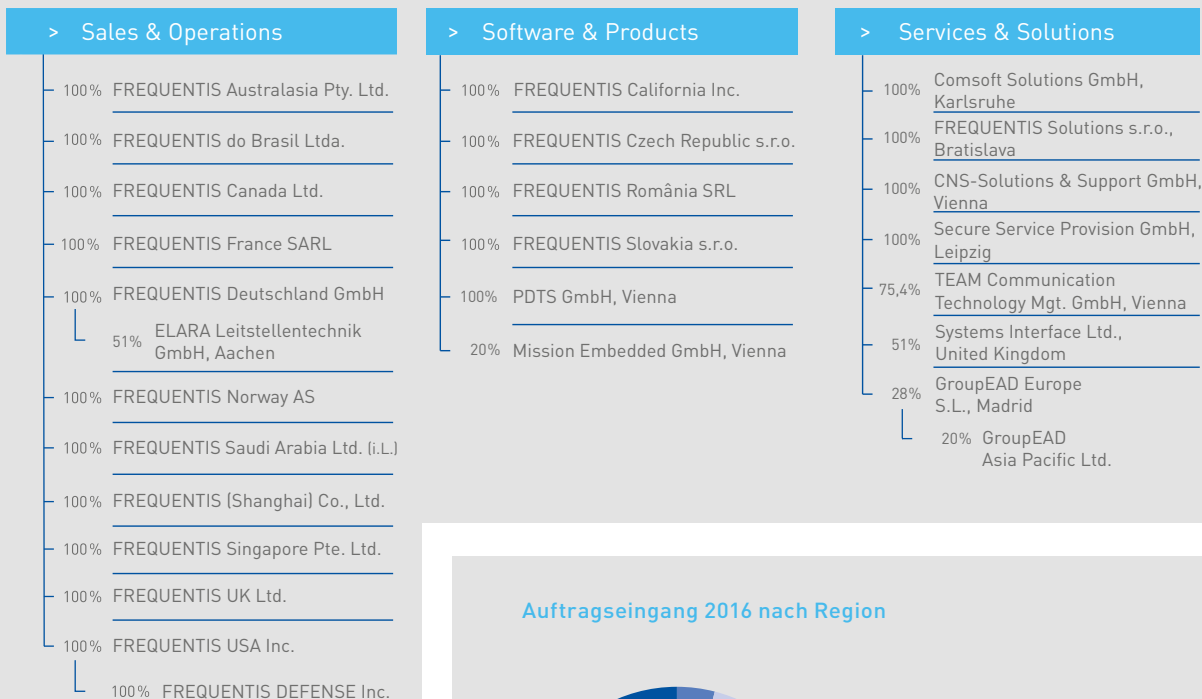 > Sales & Operations
100% FREQUENTIS Australasia Pty. Ltd.
100% FREQUENTIS do Brasil Ltda.
100% FREQUENTIS Canada Ltd.
100% FREQUENTIS France SARL
100% FREQUENTIS Deutschland GmbH
51% ELARA Leitstellentechnik
GmbH, Aachen
100% FREQUENTIS Norway AS
100% FREQUENTIS Saudi Arabia Ltd. (i.L.)
100% FREQUENTIS (Shanghai) Co., Ltd.
100% FREQUENTIS Singapore Pte. Ltd.
100% FREQUENTIS UK Ltd.
100% FREQUENTIS USA Inc.
100% FREQUENTIS DEFENSE Inc.
> Software & Products
100% FREQUENTIS California Inc.
100% FREQUENTIS Czech Republic s.r.o.
100% FREQUENTIS România SRL
100% FREQUENTIS Slovakia s.r.o.
100% PDTS GmbH, Vienna
20% Mission Embedded GmbH, Vienna
> Services & Solutions
100% Comsoft Solutions GmbH,
Karlsruhe
100% FREQUENTIS Solutions s.r.o.,
Bratislava
100% CNS-Solutions & Support GmbH,
Vienna
100% Secure Service Provision GmbH,
Leipzig
75,4% TEAM Communication
Technology Mgt. GmbH, Vienna
51% Systems Interface Ltd.,
United Kingdom
28% GroupEAD Europe
S.L., Madrid
20% GroupEAD
Asia Pacific Ltd.
Auftragseingang 2016 nach Region